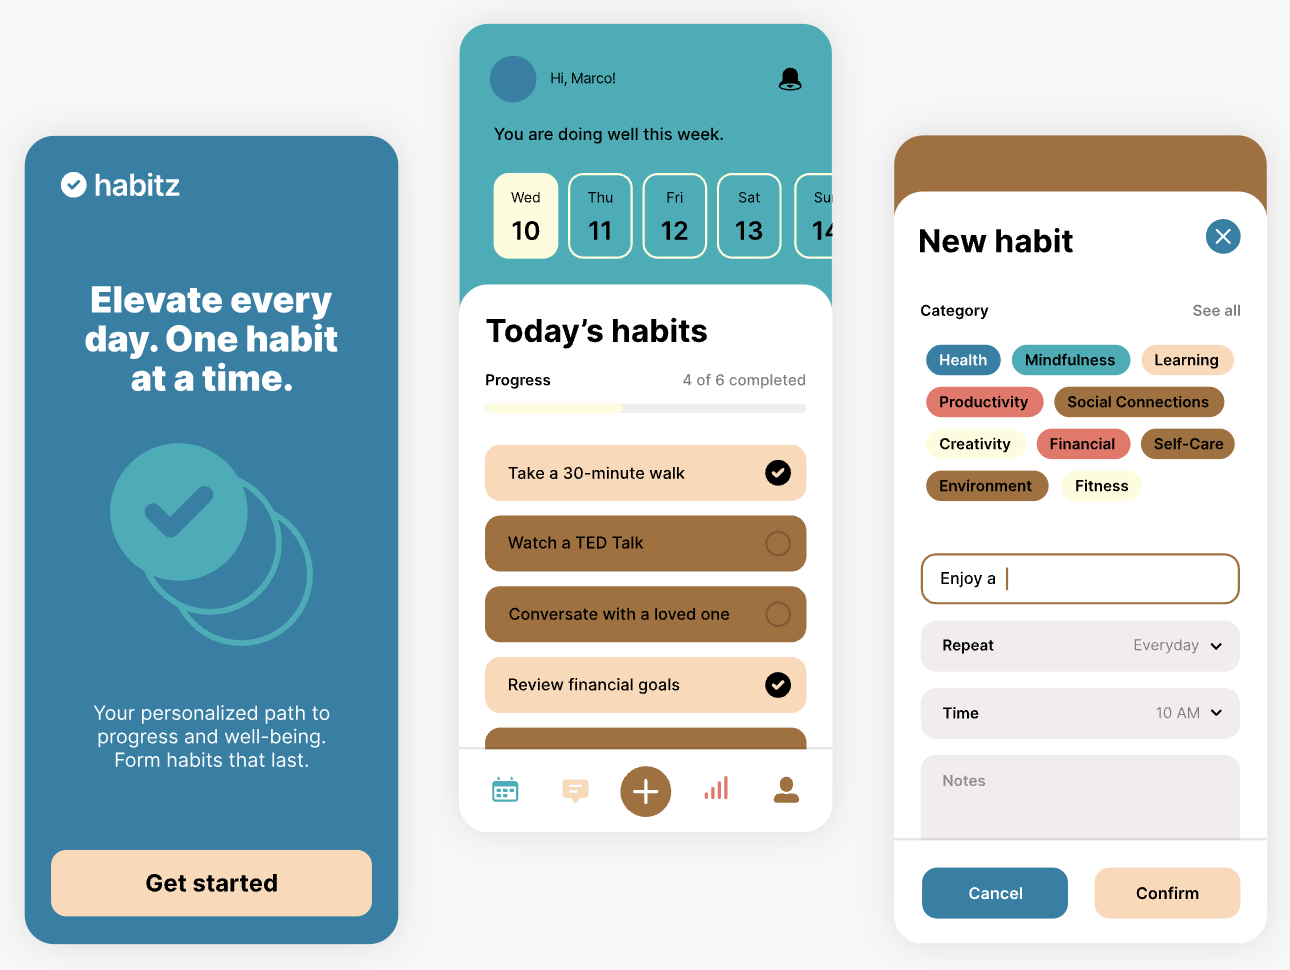 habitz
Elevate every
day. One habit
at a time.
Your personalized path to
progress and well-being.
Form habits that last.
Get started
Hi, Marco!
You are doing well this week.
Wed Thu Fri Sat Sun
10 11 12 13 14
Today’s habits
Progress 4 of 6 completed
Take a 30-minute walk
Watch a TED Talk
Conversate with a loved one
Review financial goals
New habit
Category See all
Health Mindfulness Learning
Productivity Social Connections
Creativity Financial Self-Care
Environment Fitness
Enjoy a
Repeat Everyday
Time 10 AM
Notes
Cancel Confirm